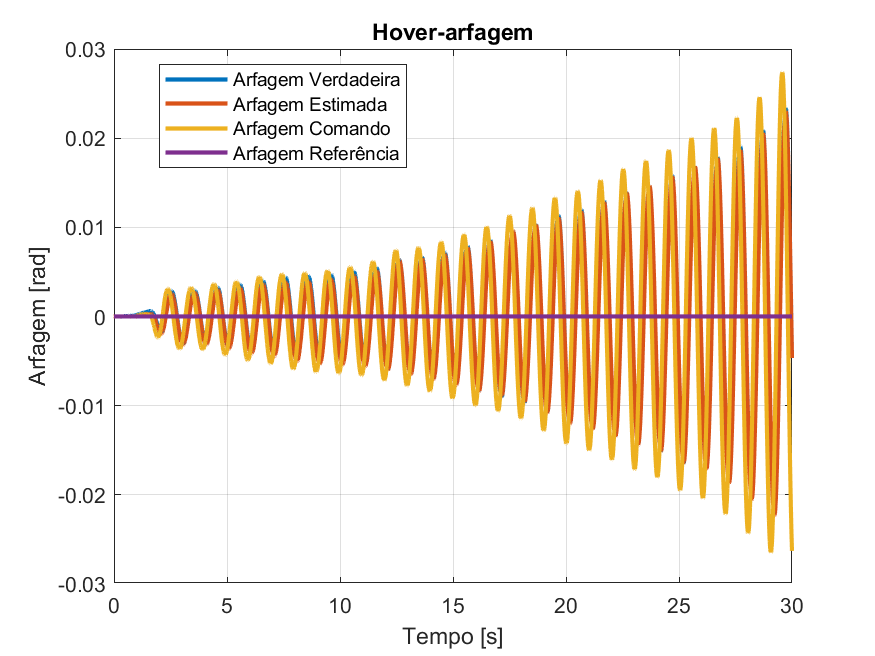 Hover-arfagem
0.03
0.02
0.01
0
-0.01
-0.02
-0.03
Arfagem [rad]
Arfagem Verdadeira
Arfagem Estimada
Arfagem Comando
Arfagem Referência
0 5 10 15 20 25 30
Tempo [s]